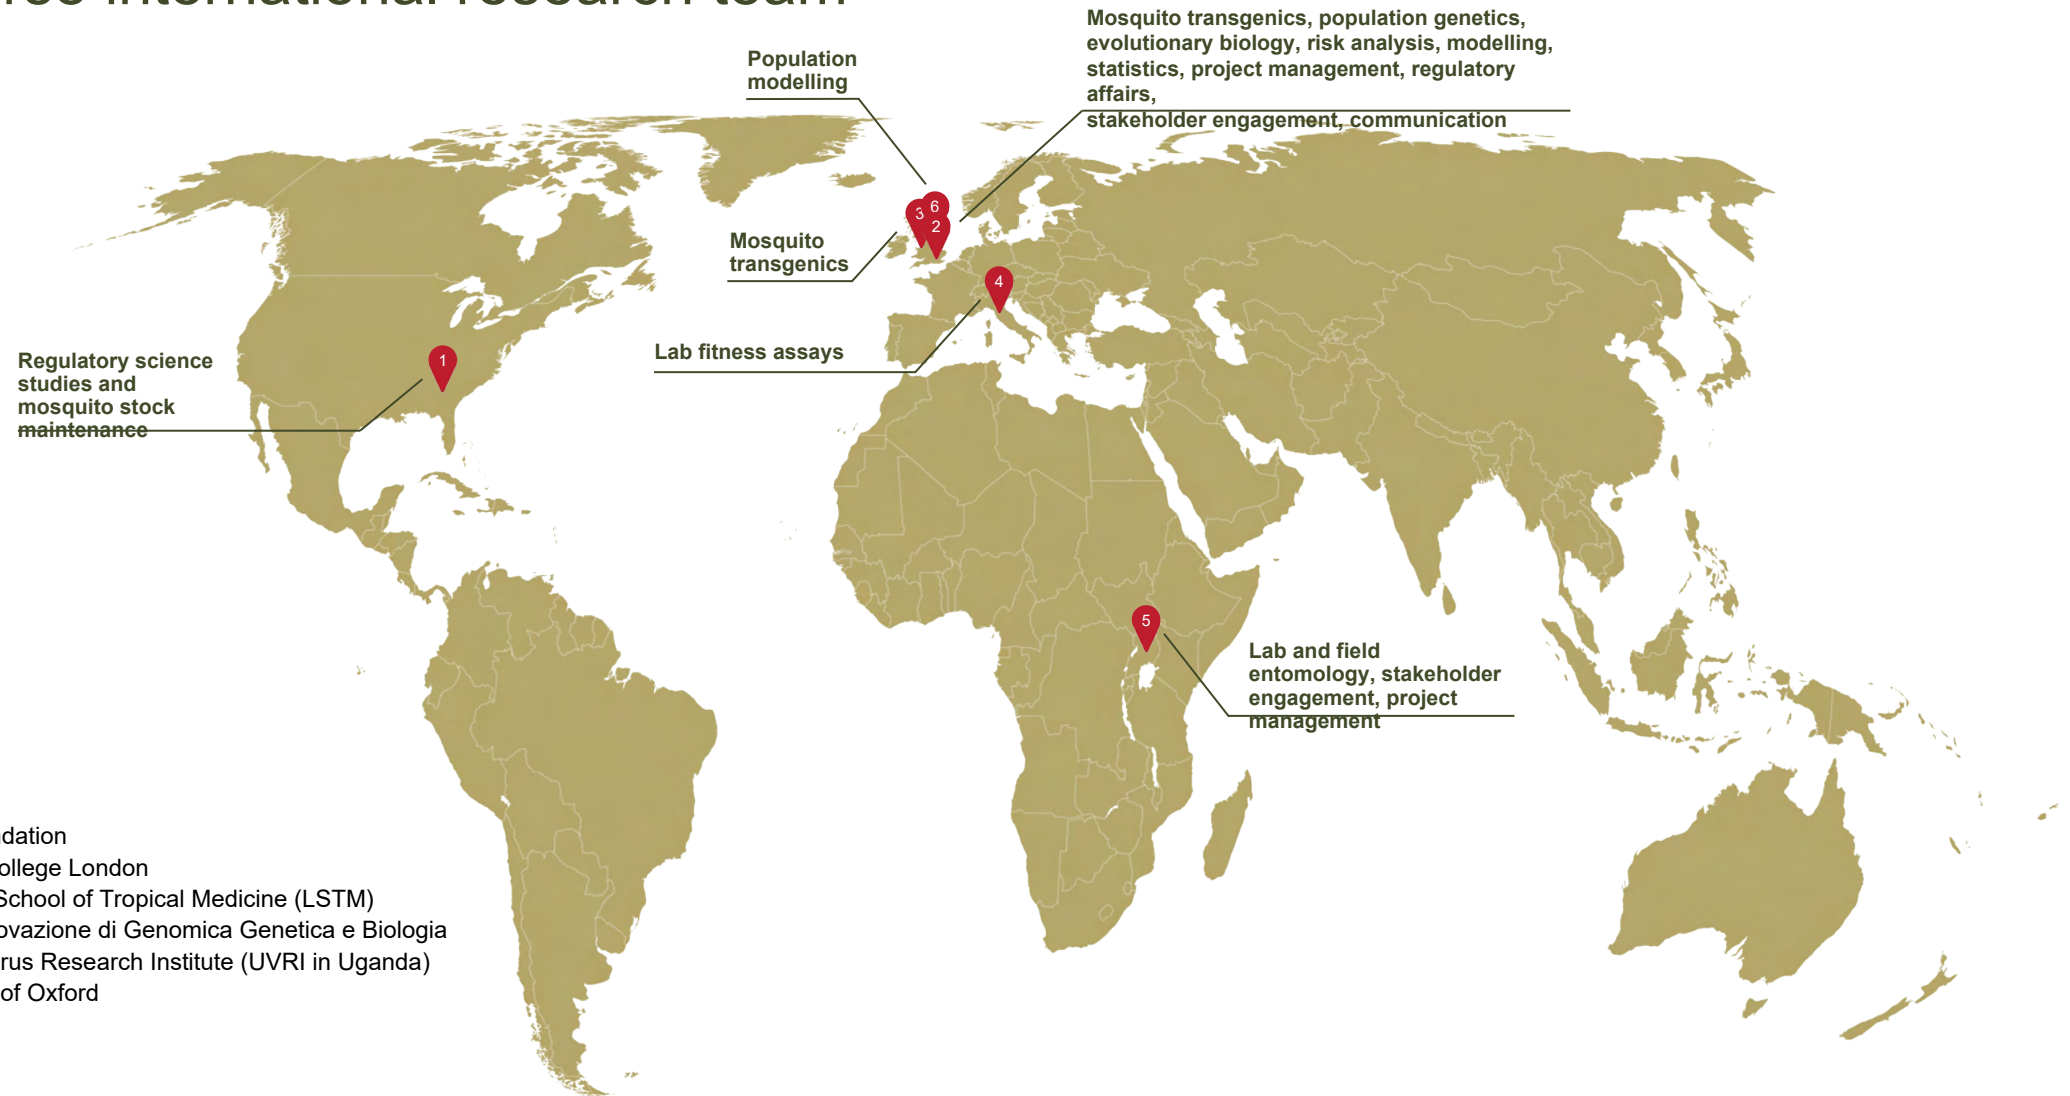 international research team
Population
modelling
Mosquito transgenics, population genetics,
evolutionary biology, risk analysis, modelling,
statistics, project management, regulatory
affairs,
stakeholder engagement, communication
3
6
2
Mosquito
transgenics
4
Lab fitness assays
Regulatory science
studies and
mosquito stock
maintenance
1
5
Lab and field
entomology, stakeholder
engagement, project
management
dation
ollege London
School of Tropical Medicine (LSTM)
ovazione di Genomica Genetica e Biologia
rus Research Institute (UVRI in Uganda)
of Oxford